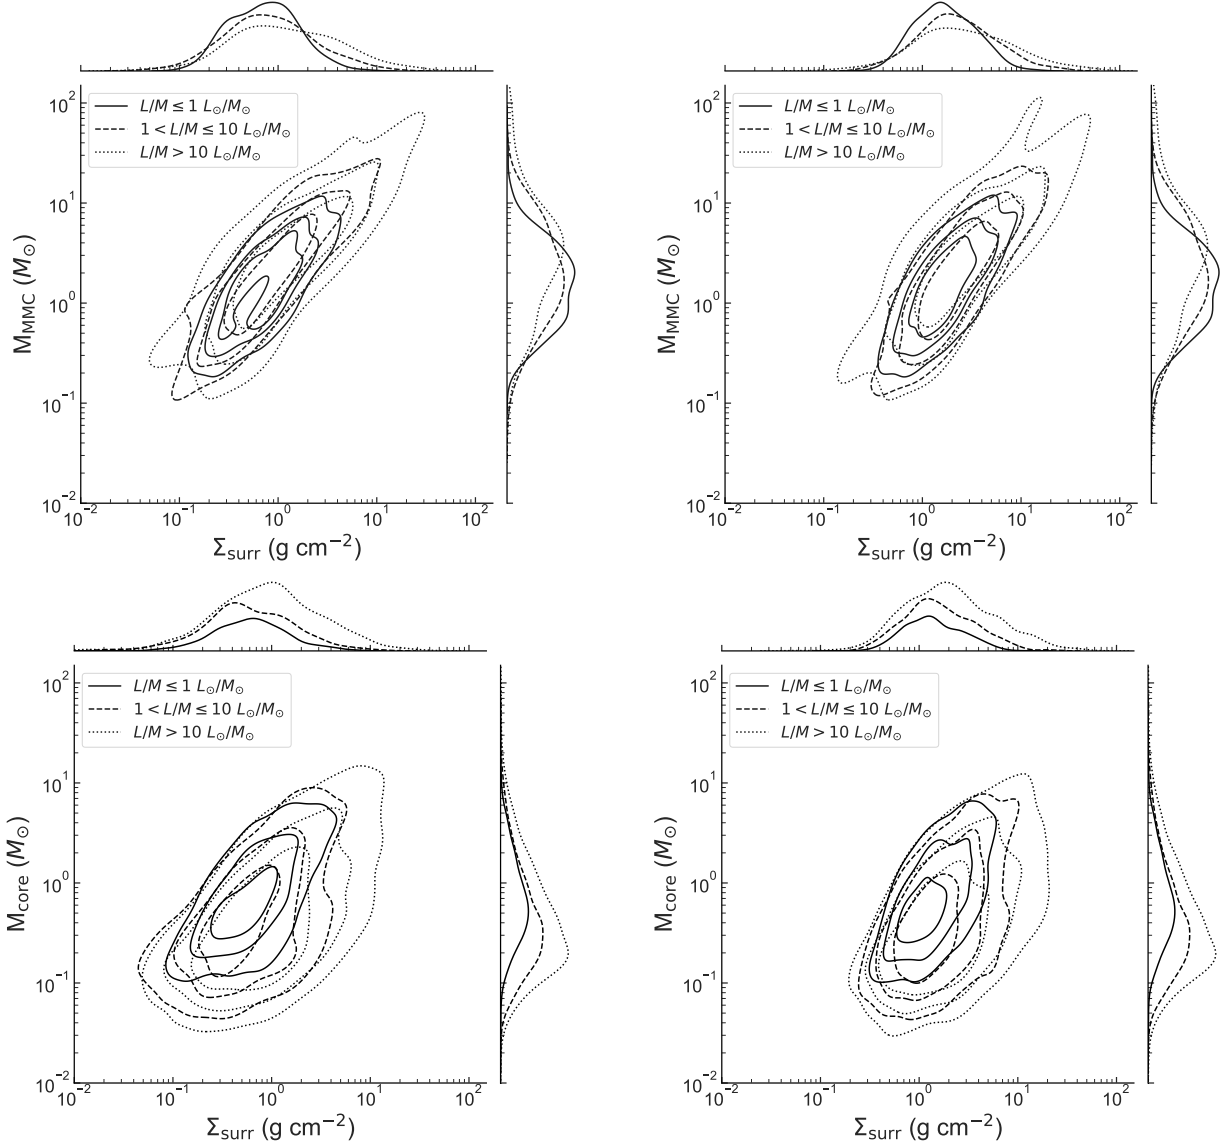 L/M ≤ 1 L⊙/M⊙
1 < L/M ≤ 10 L⊙/M⊙
L/M > 10 L⊙/M⊙
10² 10¹ 10⁰ 10⁻¹ 10⁻²
M_MMC (M⊙)
10⁻² 10⁻¹ 10⁰ 10¹ 10²
Σ_surr (g cm⁻²)
L/M ≤ 1 L⊙/M⊙
1 < L/M ≤ 10 L⊙/M⊙
L/M > 10 L⊙/M⊙
10² 10¹ 10⁰ 10⁻¹ 10⁻²
M_MMC (M⊙)
10⁻² 10⁻¹ 10⁰ 10¹ 10²
Σ_surr (g cm⁻²)
L/M ≤ 1 L⊙/M⊙
1 < L/M ≤ 10 L⊙/M⊙
L/M > 10 L⊙/M⊙
10² 10¹ 10⁰ 10⁻¹ 10⁻²
M_core (M⊙)
10⁻² 10⁻¹ 10⁰ 10¹ 10²
Σ_surr (g cm⁻²)
L/M ≤ 1 L⊙/M⊙
1 < L/M ≤ 10 L⊙/M⊙
L/M > 10 L⊙/M⊙
10² 10¹ 10⁰ 10⁻¹ 10⁻²
M_core (M⊙)
10⁻² 10⁻¹ 10⁰ 10¹ 10²
Σ_surr (g cm⁻²)